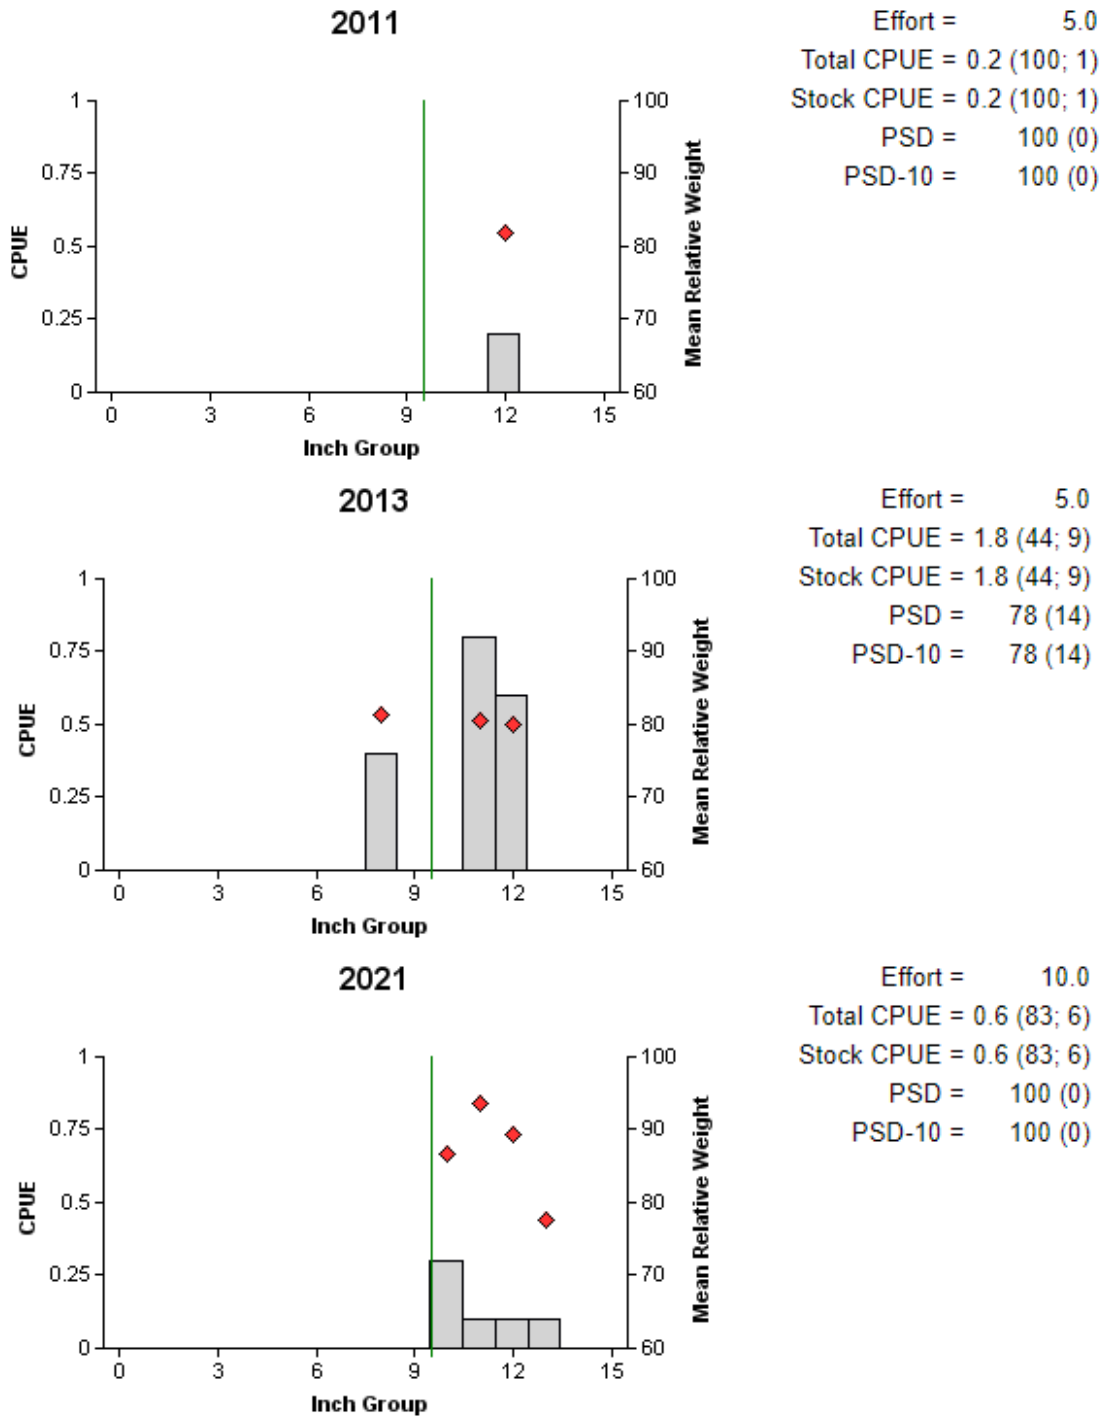 2011
Effort = 5.0
Total CPUE = 0.2 (100; 1)
Stock CPUE = 0.2 (100; 1)
PSD = 100 (0)
PSD-10 = 100 (0)
CPUE
1
0.75
0.5
0.25
0
100
90
80
70
60
Mean Relative Weight
0 3 6 9 12 15
Inch Group
2013
Effort = 5.0
Total CPUE = 1.8 (44; 9)
Stock CPUE = 1.8 (44; 9)
PSD = 78 (14)
PSD-10 = 78 (14)
CPUE
1
0.75
0.5
0.25
0
100
90
80
70
60
Mean Relative Weight
0 3 6 9 12 15
Inch Group
2021
Effort = 10.0
Total CPUE = 0.6 (83; 6)
Stock CPUE = 0.6 (83; 6)
PSD = 100 (0)
PSD-10 = 100 (0)
CPUE
1
0.75
0.5
0.25
0
100
90
80
70
60
Mean Relative Weight
0 3 6 9 12 15
Inch Group